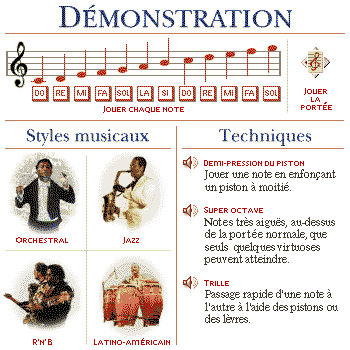 DÉMONSTRATION
DO RE MI FA SOL LA SI DO RE MI FA SOL
JOUER CHAQUE NOTE
JOUER
LA
PORTÉE
Styles musicaux
ORCHESTRAL
JAZZ
R'N'B
LATINO-AMÉRICAIN
Techniques
DEMI-PRESSION DU PISTON
Jouer une note en enfonçant
un piston à moitié.
SUPER OCTAVE
Notes très aiguës, au-dessus
de la portée normale, que
seuls quelques virtuoses
peuvent atteindre.
TRILLE
Passage rapide d'une note à
l'autre à l'aide des pistons ou
des lèvres.